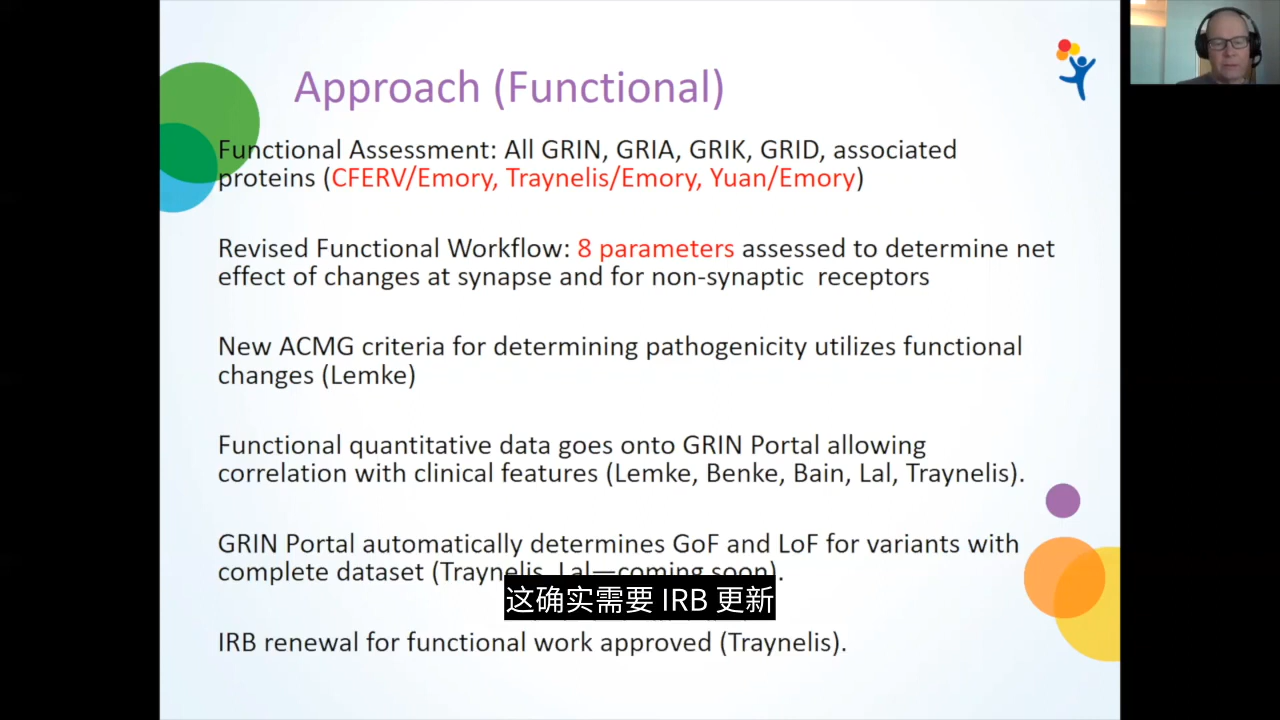 Approach (Functional)
Functional Assessment: All GRIN, GRIA, GRIK, GRID, associated
proteins (CFERV/Emory, Traynelis/Emory, Yuan/Emory)
Revised Functional Workflow: 8 parameters assessed to determine net
effect of changes at synapse and for non-synaptic receptors
New ACMG criteria for determining pathogenicity utilizes functional
changes (Lemke)
Functional quantitative data goes onto GRIN Portal allowing
correlation with clinical features (Lemke, Benke, Bain, Lal, Traynelis).
GRIN Portal automatically determines GoF and LoF for variants with
complete dataset (Traynelis, Lal—coming soon).
这确实需要 IRB 更新
IRB renewal for functional work approved (Traynelis).